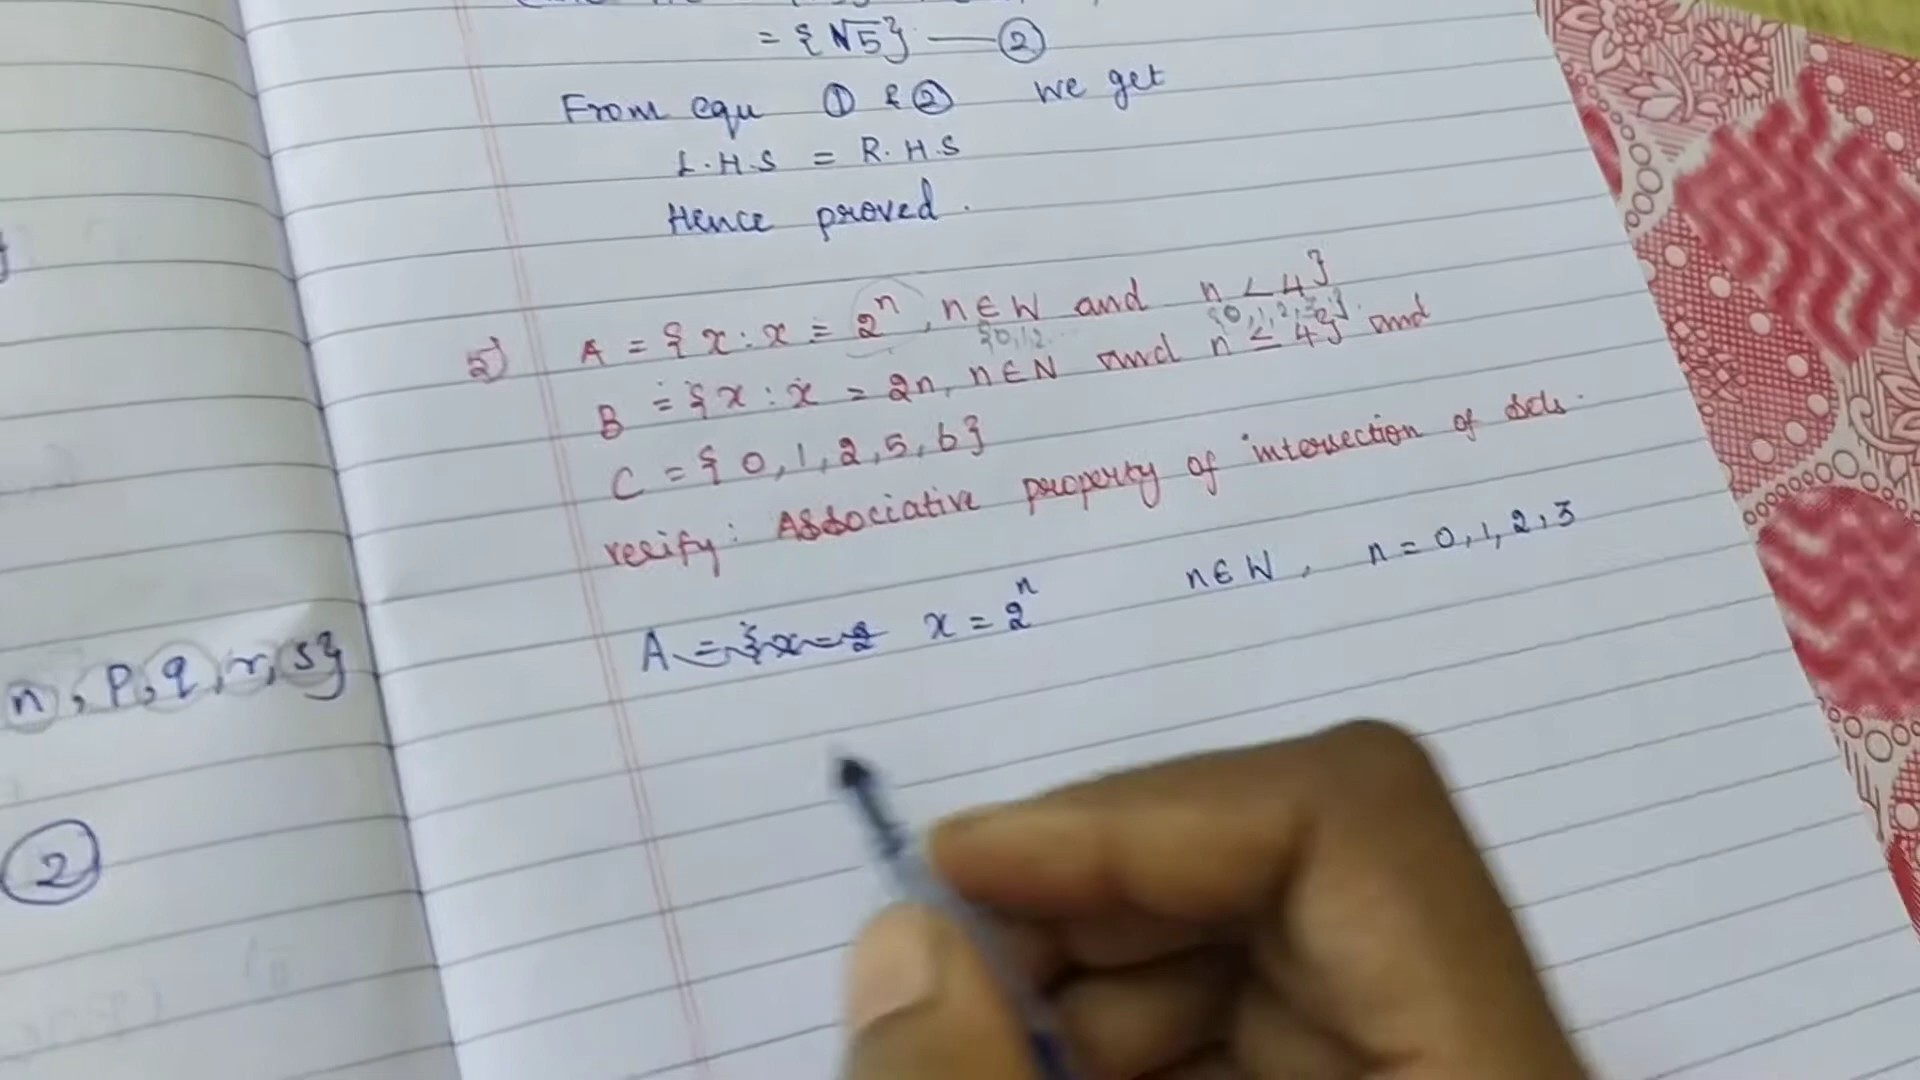 = {√5} — ②
From equ ① & ② we get
L.H.S = R.H.S
Hence proved.
5) A = {x : x = 2ⁿ, n∈W and n < 4}
{0,1,2
{0,1,2,3}
B = {x : x = 2n, n∈N and n ≤ 4} and
C = {0,1,2,5,6}
verify: Associative property of intersection of sets.
A = {x = 2 x = 2ⁿ n∈W, n = 0,1,2,3
n, p, q, r, s}
②